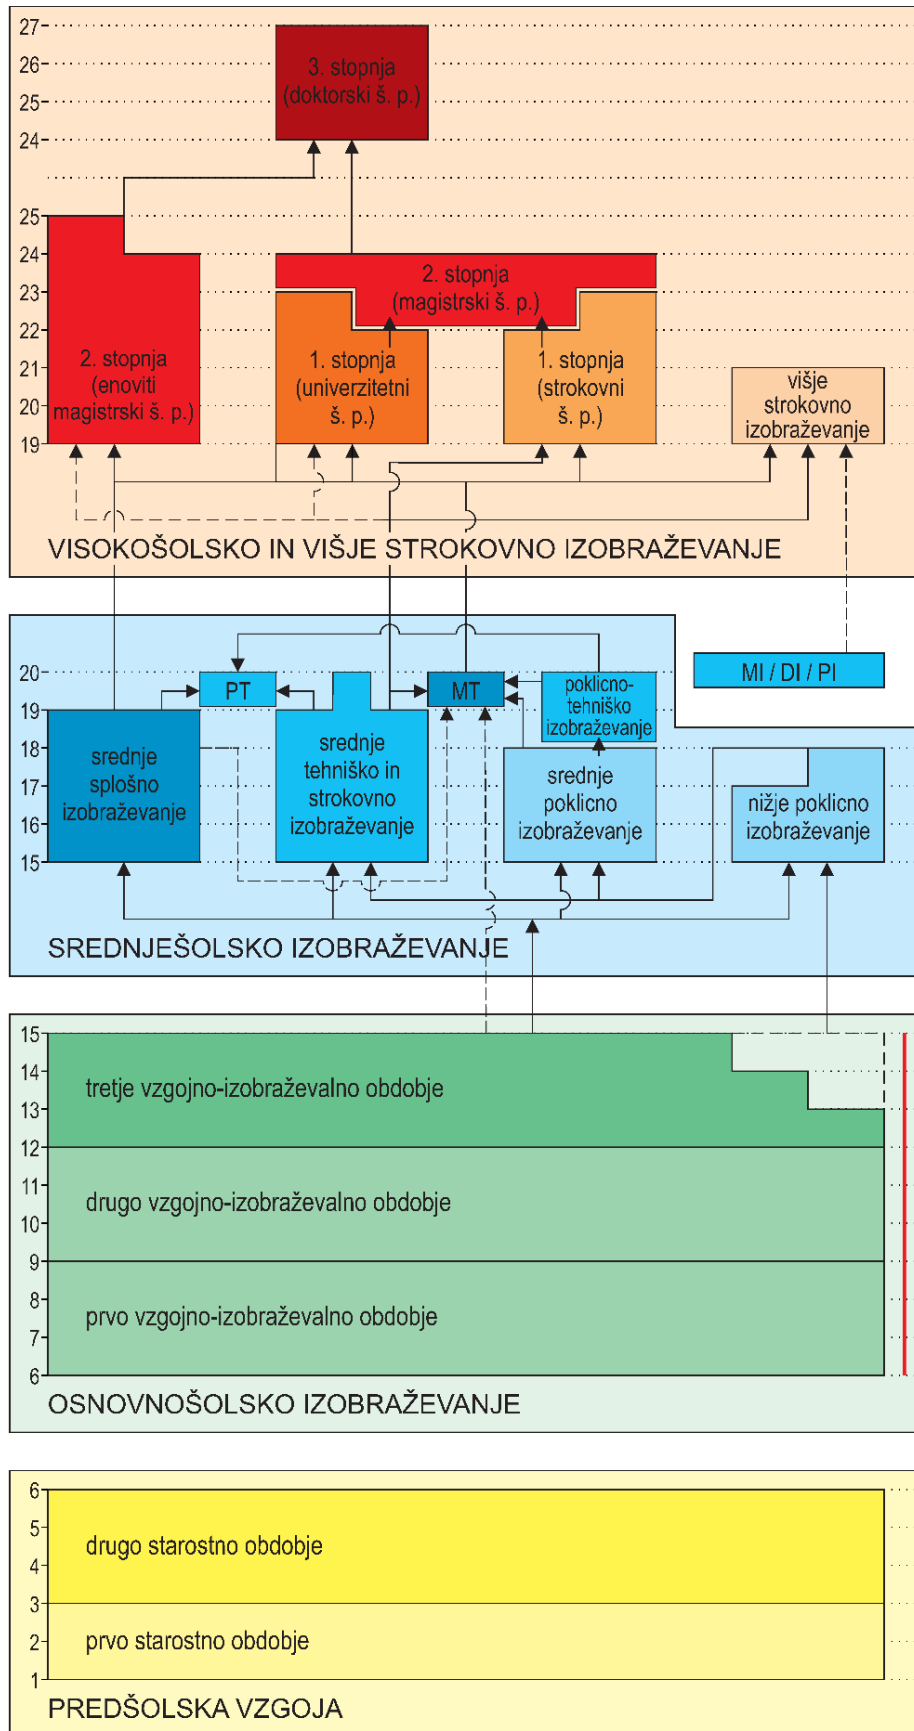 27
26
25
24
3. stopnja
(doktorski š. p.)
25
24
23
22
21
20
19
2. stopnja
(magistrski š. p.)
2. stopnja
(enoviti
magistrski š. p.)
1. stopnja
(univerzitetni
š. p.)
1. stopnja
(strokovni
š. p.)
višje
strokovno
izobraževanje
VISOKOŠOLSKO IN VIŠJE STROKOVNO IZOBRAŽEVANJE
20
19
18
17
16
15
PT
MT
poklicno-
tehniško
izobraževanje
MI / DI / PI
srednje
splošno
izobraževanje
srednje
tehniško in
strokovno
izobraževanje
srednje
poklicno
izobraževanje
nižje poklicno
izobraževanje
SREDNJEŠOLSKO IZOBRAŽEVANJE
15
14
13
12
11
10
9
8
7
6
tretje vzgojno-izobraževalno obdobje
drugo vzgojno-izobraževalno obdobje
prvo vzgojno-izobraževalno obdobje
OSNOVNOŠOLSKO IZOBRAŽEVANJE
6
5
4
3
2
1
drugo starostno obdobje
prvo starostno obdobje
PREDŠOLSKA VZGOJA